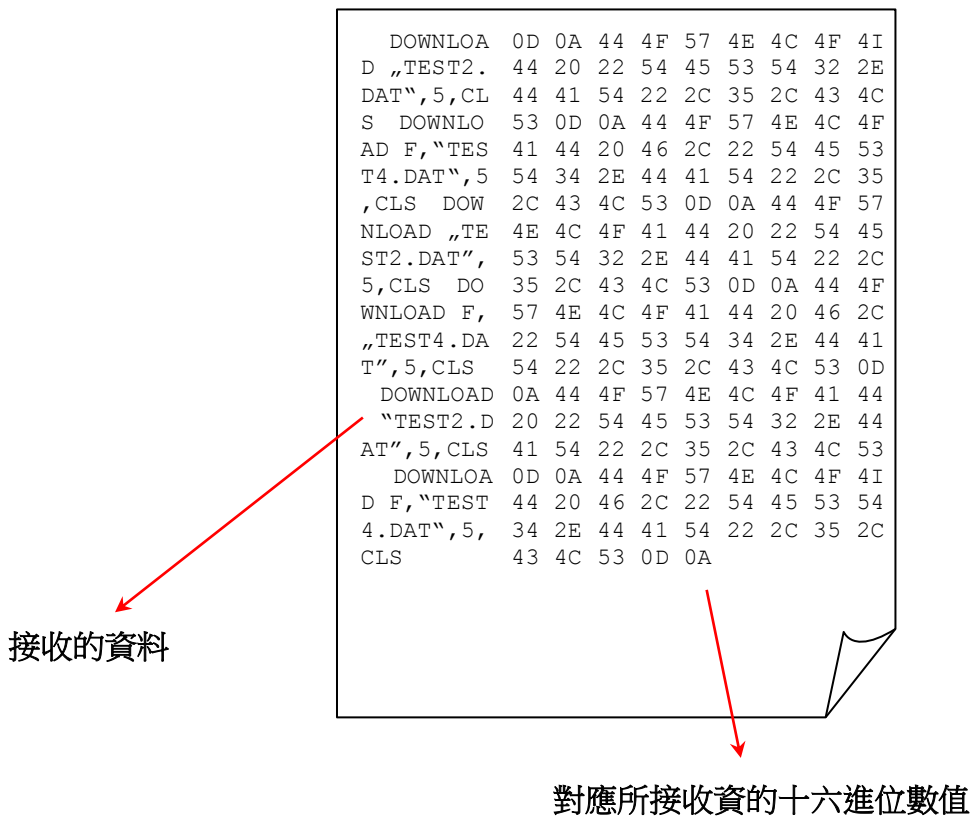 DOWNLOA 0D 0A 44 4F 57 4E 4C 4F 4I
D „TEST2. 44 20 22 54 45 53 54 32 2E
DAT‟,5,CL 44 41 54 22 2C 35 2C 43 4C
S DOWNLO 53 0D 0A 44 4F 57 4E 4C 4F
AD F,‟TES 41 44 20 46 2C 22 54 45 53
T4.DAT‟,5 54 34 2E 44 41 54 22 2C 35
,CLS DOW 2C 43 4C 53 0D 0A 44 4F 57
NLOAD „TE 4E 4C 4F 41 44 20 22 54 45
ST2.DAT”, 53 54 32 2E 44 41 54 22 2C
5,CLS DO 35 2C 43 4C 53 0D 0A 44 4F
WNLOAD F, 57 4E 4C 4F 41 44 20 46 2C
„TEST4.DA 22 54 45 53 54 34 2E 44 41
T”,5,CLS 54 22 2C 35 2C 43 4C 53 0D
DOWNLOAD 0A 44 4F 57 4E 4C 4F 41 44
‟TEST2.D 20 22 54 45 53 54 32 2E 44
AT”,5,CLS 41 54 22 2C 35 2C 43 4C 53
DOWNLOA 0D 0A 44 4F 57 4E 4C 4F 4I
D F,‟TEST 44 20 46 2C 22 54 45 53 54
4.DAT‟,5, 34 2E 44 41 54 22 2C 35 2C
CLS 43 4C 53 0D 0A
接收的資料
對應所接收資的十六進位數值